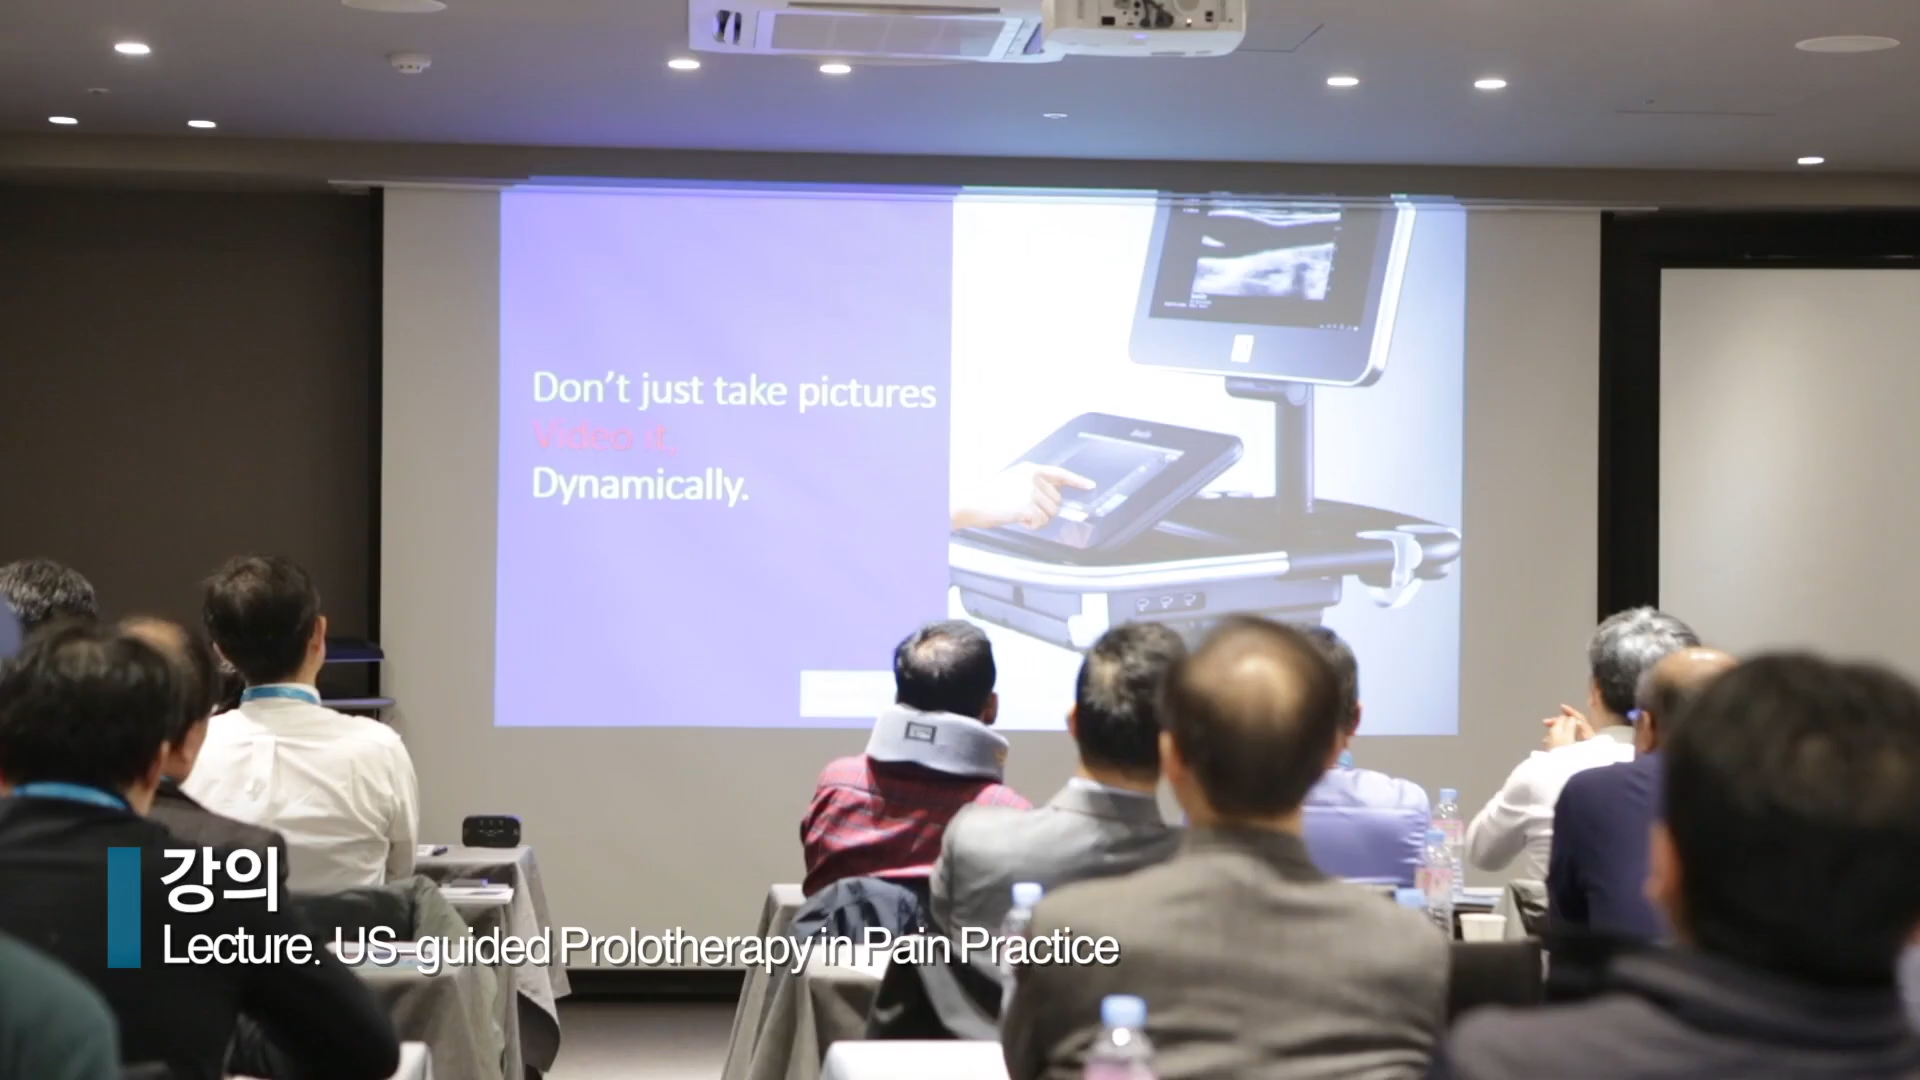 Don't just take pictures
Video it,
Dynamically.
강의
Lecture. US-guided Prolotherapy in Pain Practice